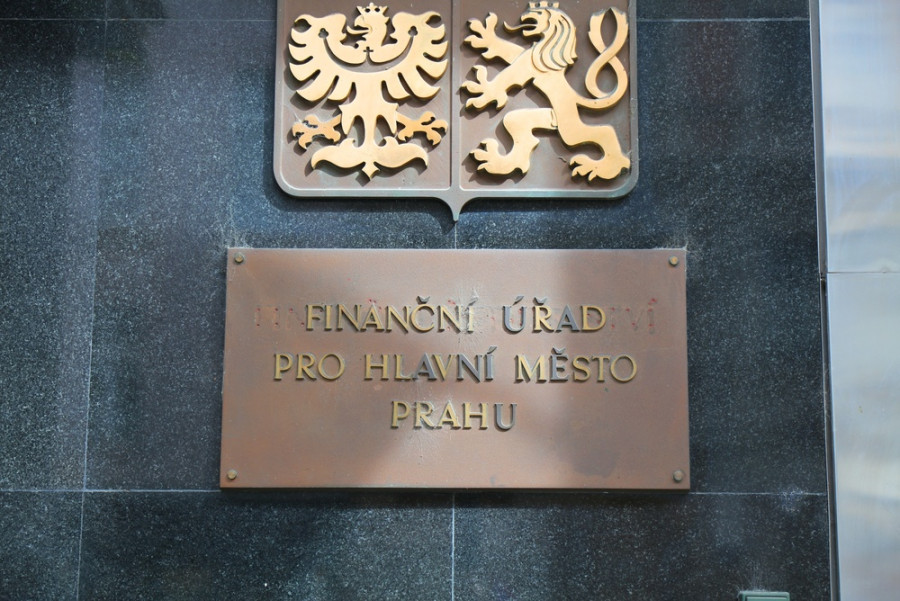 FINANČNÍ ÚŘAD
PRO HLAVNÍ MĚSTO
PRAHU